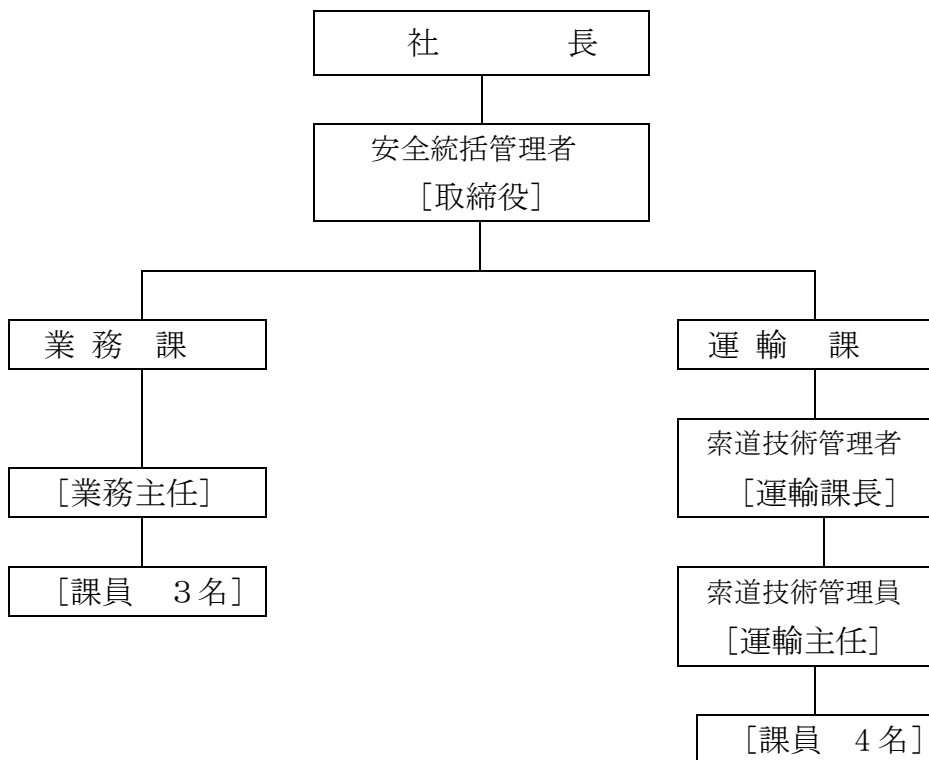 社　　　長
安全統括管理者
［取締役］
業 務　課
運 輸　課
索道技術管理者
［運輸課長］
［業務主任］
［課員　３名］
索道技術管理員
［運輸主任］
［課員　４名］